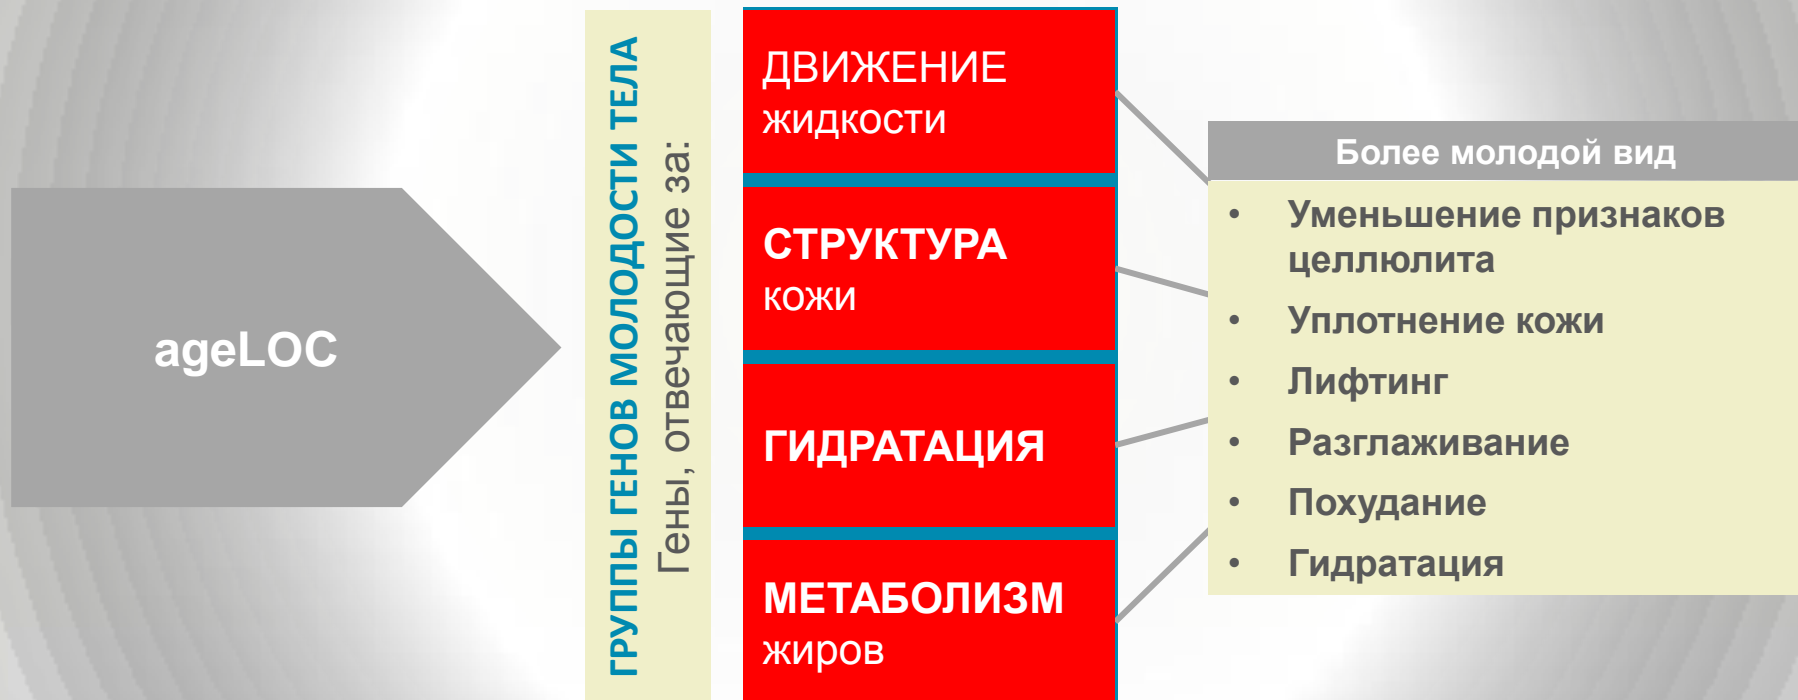 ageLOC
ГРУППЫ ГЕНОВ МОЛОДОСТИ ТЕЛА
Гены, отвечающие за:
ДВИЖЕНИЕ
жидкости
СТРУКТУРА
кожи
ГИДРАТАЦИЯ
МЕТАБОЛИЗМ
жиров
Более молодой вид
• Уменьшение признаков
целлюлита
• Уплотнение кожи
• Лифтинг
• Разглаживание
• Похудание
• Гидратация